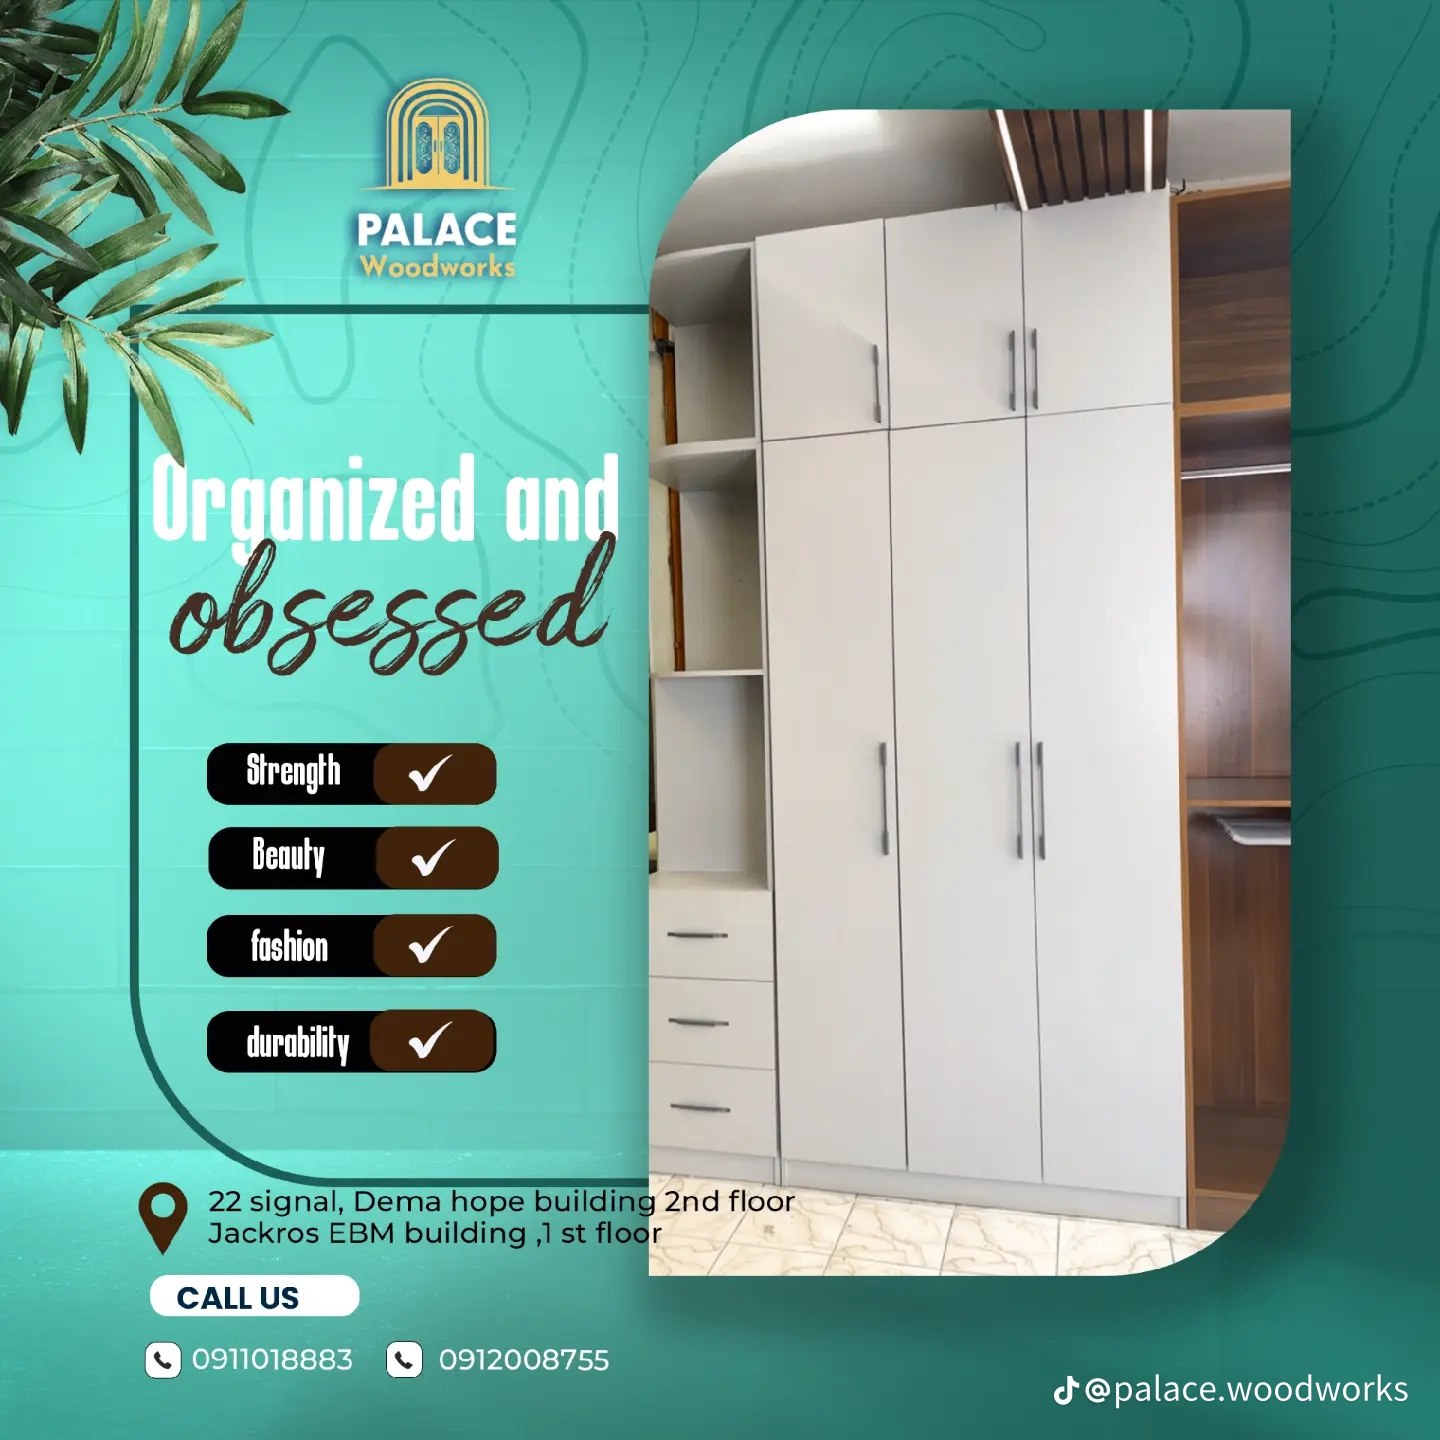 PALACE
Woodworks
Organized and
obsessed
Strength
Beauty
fashion
durability
22 signal, Dema hope building 2nd floor
Jackros EBM building ,1 st floor
CALL US
0911018883 0912008755
@palace.woodworks